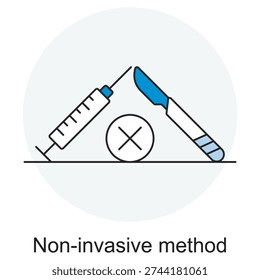 Non-invasive method
shutterstock.com · 2744181061